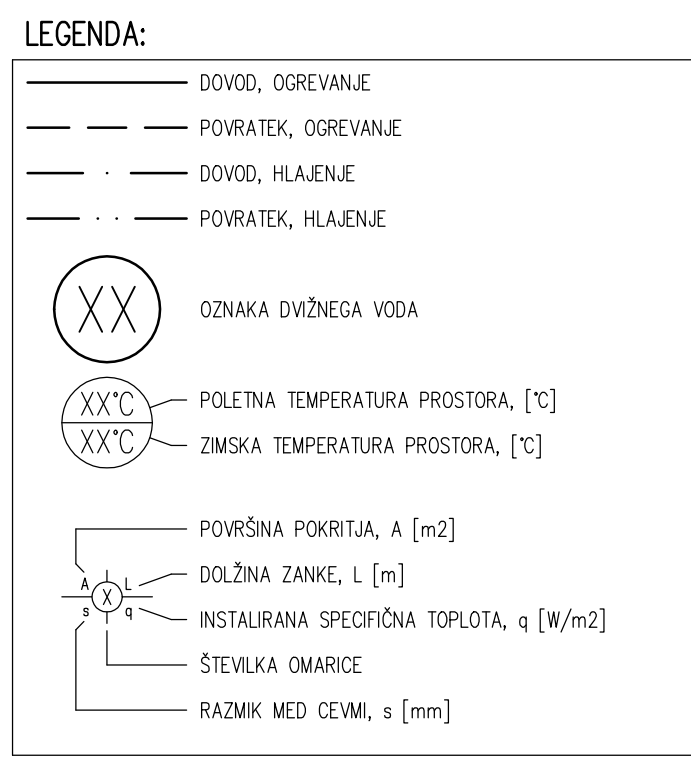 LEGENDA:
DOVOD, OGREVANJE
POVRATEK, OGREVANJE
DOVOD, HLAJENJE
POVRATEK, HLAJENJE
XX OZNAKA DVIŽNEGA VODA
XX°C POLETNA TEMPERATURA PROSTORA, [°C]
XX°C ZIMSKA TEMPERATURA PROSTORA, [°C]
POVRŠINA POKRITJA, A [m2]
A L DOLŽINA ZANKE, L [m]
X
s q INSTALIRANA SPECIFIČNA TOPLOTA, q [W/m2]
ŠTEVILKA OMARICE
RAZMIK MED CEVMI, s [mm]